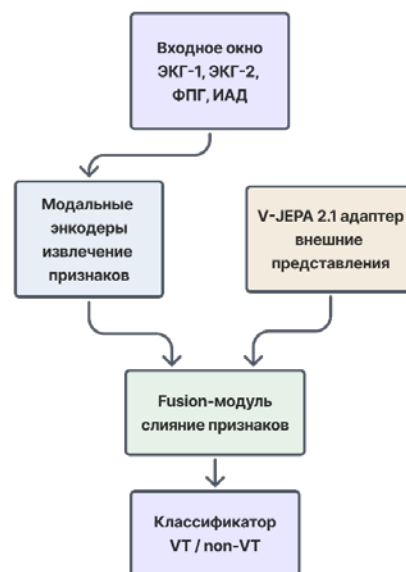 Входное окно
ЭКГ-1, ЭКГ-2,
ФПГ, ИАД
Модальные
энкодеры
извлечение
признаков
V-JEPA 2.1 адаптер
внешние
представления
Fusion-модуль
слияние признаков
Классификатор
VT / non-VT